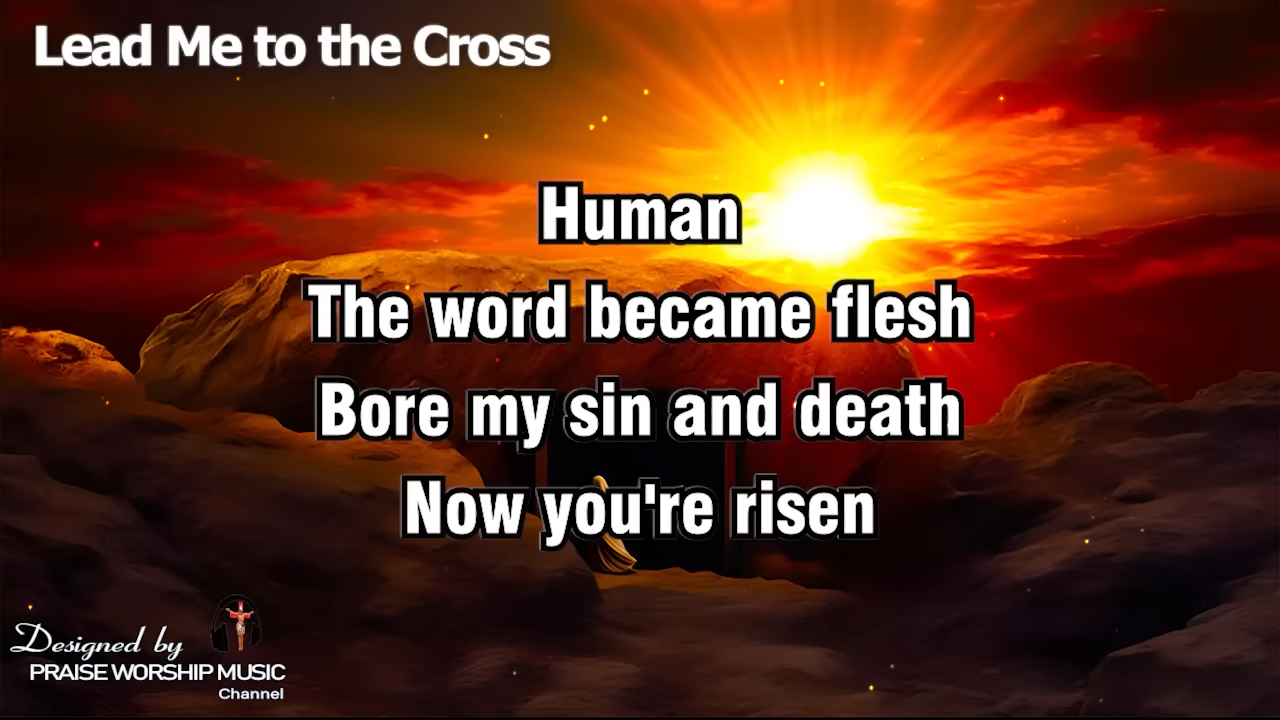 Lead Me to the Cross
Human
The word became flesh
Bore my sin and death
Now you're risen
Designed by
PRAISE WORSHIP MUSIC
Channel